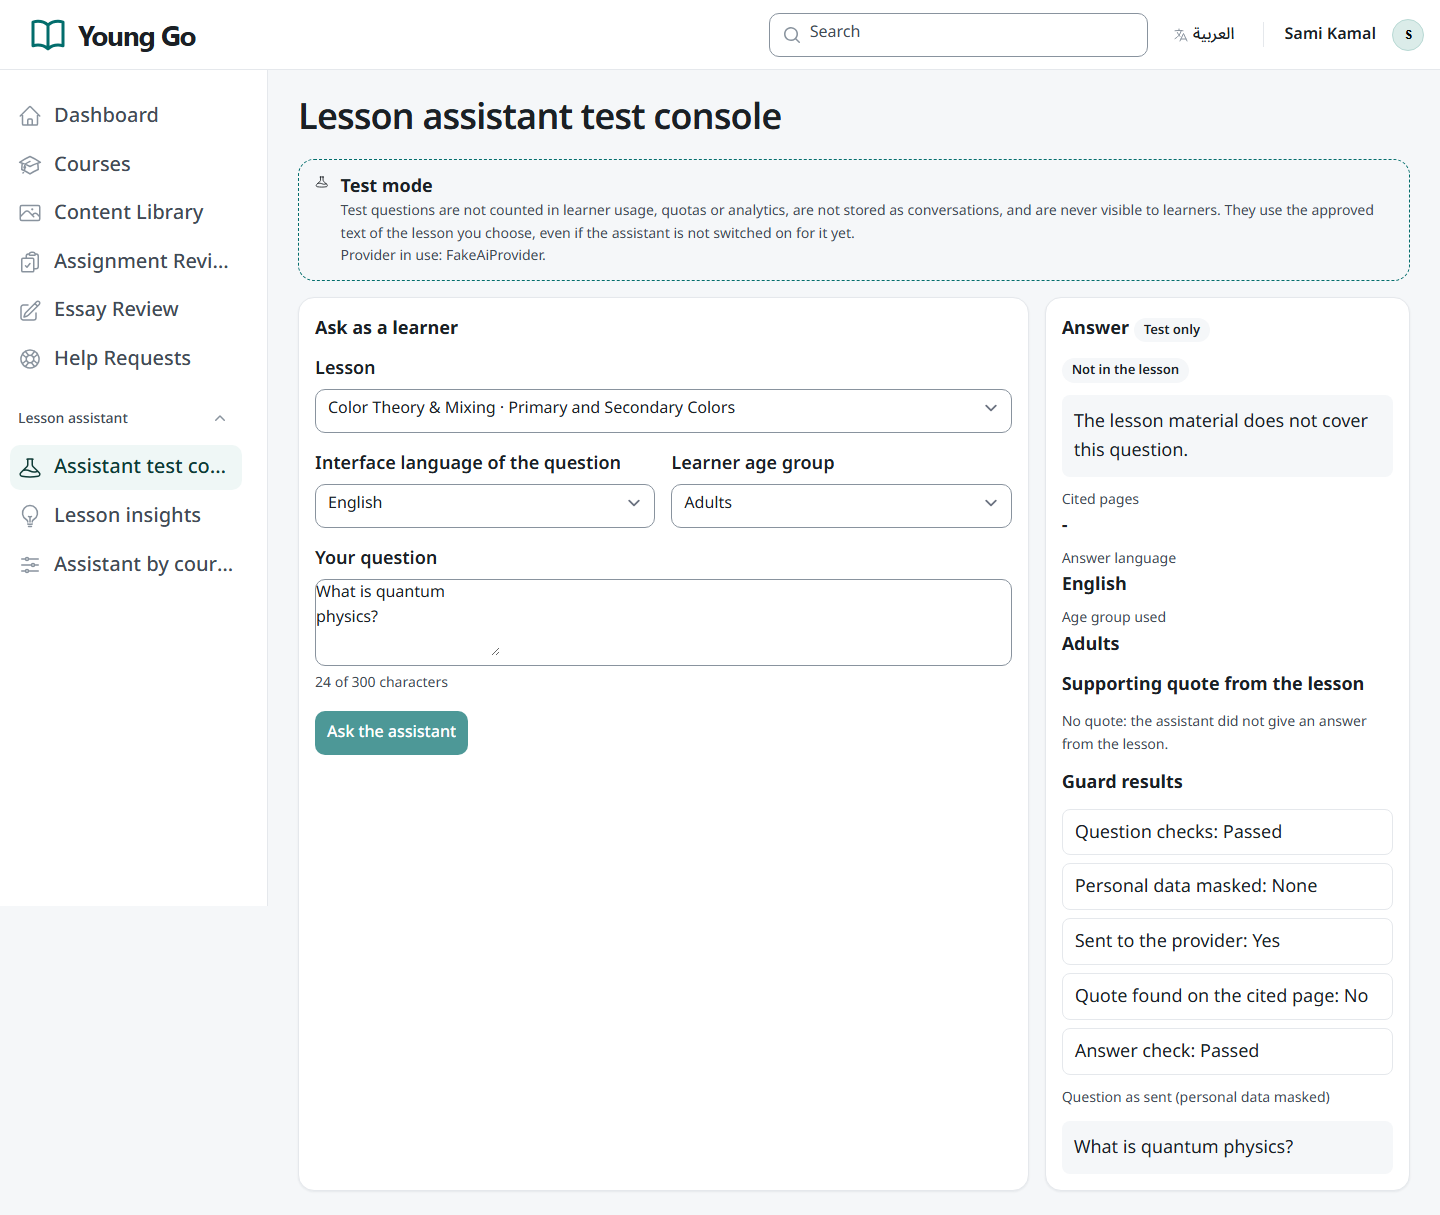 Young Go
Search
العربية
Sami Kamal
S
Dashboard
Courses
Content Library
Assignment Revi...
Essay Review
Help Requests
Lesson assistant
Assistant test co...
Lesson insights
Assistant by cour...
Lesson assistant test console
Test mode
Test questions are not counted in learner usage, quotas or analytics, are not stored as conversations, and are never visible to learners. They use the approved
text of the lesson you choose, even if the assistant is not switched on for it yet.
Provider in use: FakeAiProvider.
Ask as a learner
Lesson
Color Theory & Mixing · Primary and Secondary Colors
Interface language of the question
Learner age group
English
Adults
Your question
What is quantum
physics?
24 of 300 characters
Ask the assistant
Answer
Test only
Not in the lesson
The lesson material does not cover
this question.
Cited pages
-
Answer language
English
Age group used
Adults
Supporting quote from the lesson
No quote: the assistant did not give an answer
from the lesson.
Guard results
Question checks: Passed
Personal data masked: None
Sent to the provider: Yes
Quote found on the cited page: No
Answer check: Passed
Question as sent (personal data masked)
What is quantum physics?